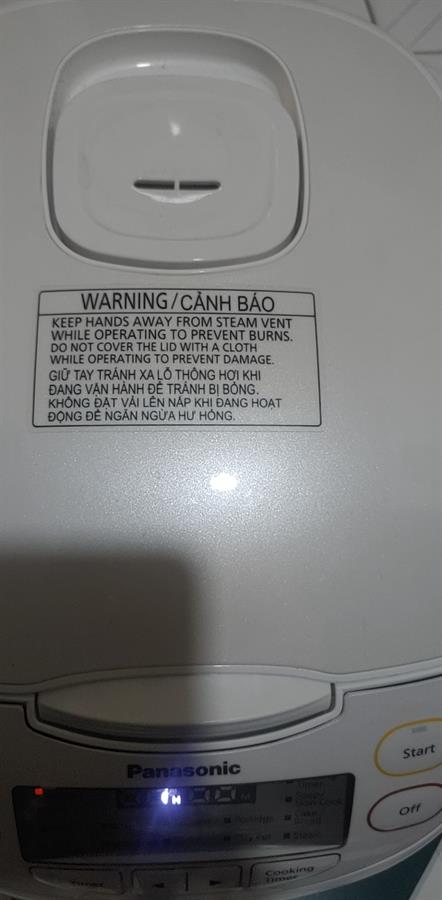 WARNING/CẢNH BÁO
KEEP HANDS AWAY FROM STEAM VENT
WHILE OPERATING TO PREVENT BURNS.
DO NOT COVER THE LID WITH A CLOTH
WHILE OPERATING TO PREVENT DAMAGE.
GIỮ TAY TRÁNH XA LỖ THÔNG HƠI KHI
ĐANG VẬN HÀNH ĐỂ TRÁNH BỊ BỎNG.
KHÔNG ĐẶT VẢI LÊN NẮP KHI ĐANG HOẠT
ĐỘNG ĐỂ NGĂN NGỪA HƯ HỎNG.
Start
Panasonic
Off
Porridge
Cake
Steam
Cooking
Timer